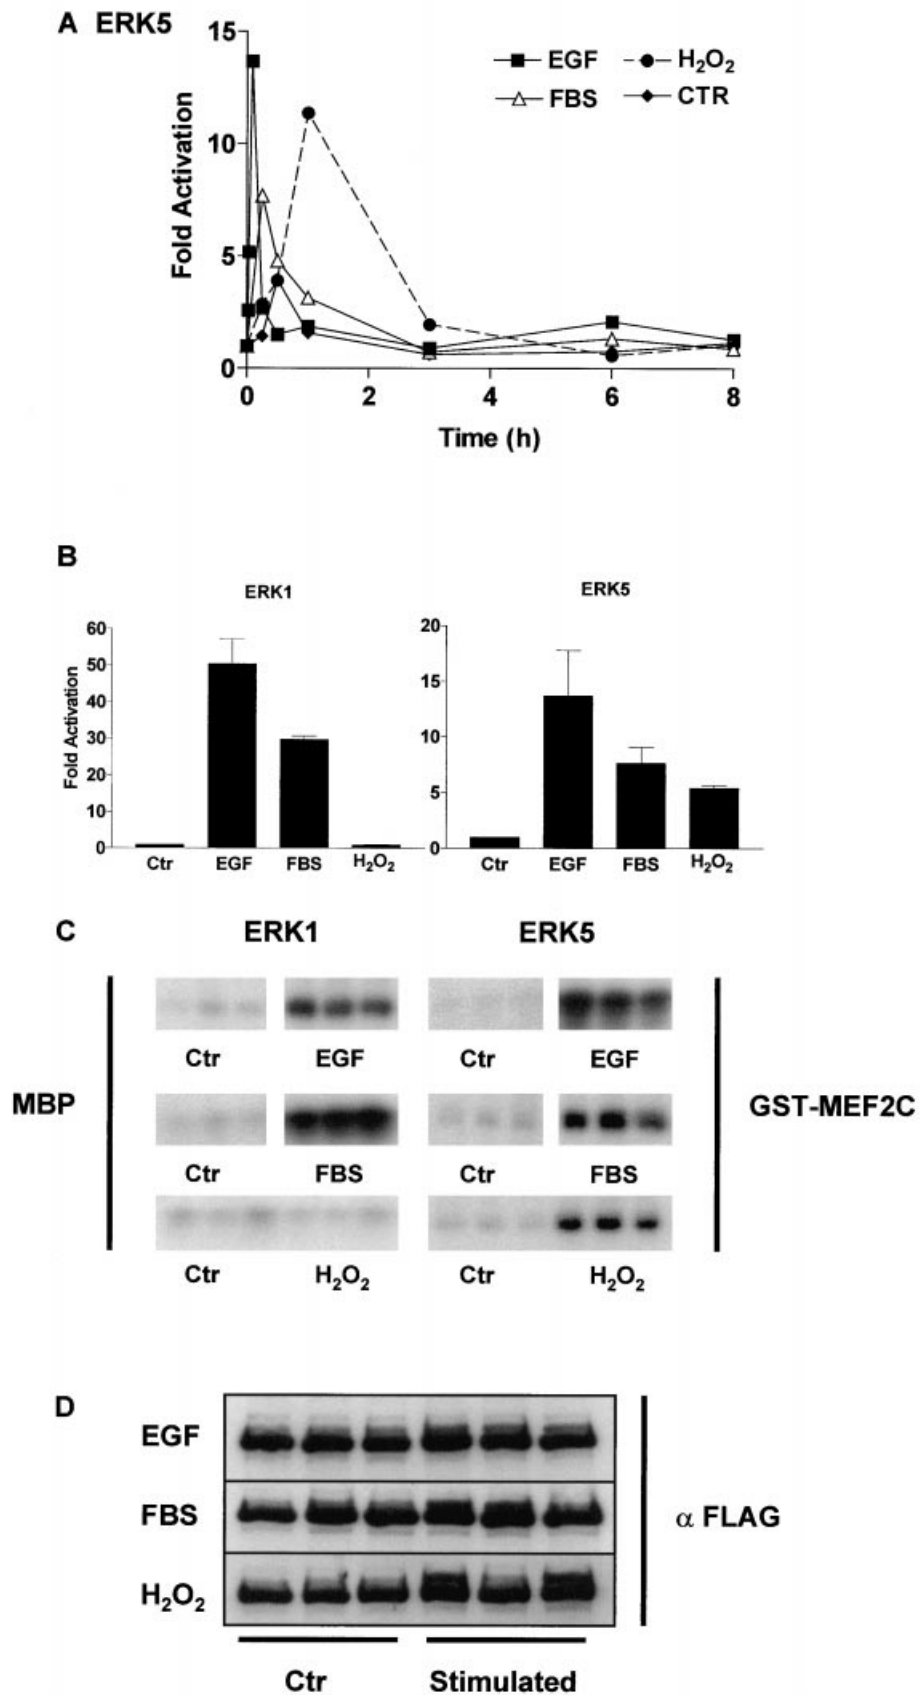 A ERK5
15
10
5
0
Fold Activation
EGF
H₂O₂
FBS
CTR
0 2 4 6 8
Time (h)
B
ERK1
60
50
40
30
20
10
0
Fold Activation
Ctr EGF FBS H₂O₂
ERK5
20
15
10
5
0
Ctr EGF FBS H₂O₂
C
ERK1 ERK5
MBP
Ctr EGF Ctr EGF
GST-MEF2C
Ctr FBS Ctr FBS
Ctr H₂O₂ Ctr H₂O₂
D
EGF
FBS
α FLAG
H₂O₂
Ctr Stimulated